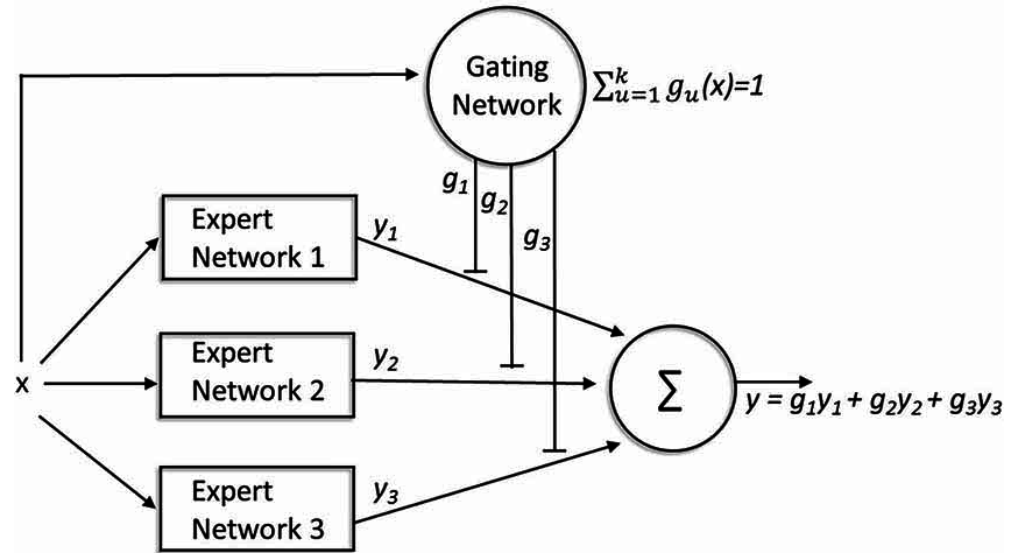 Gating
Network
∑ᵏᵤ₌₁ gᵤ(x)=1
g₁
g₂
g₃
Expert
Network 1
y₁
x
Expert
Network 2
y₂
∑
y = g₁y₁ + g₂y₂ + g₃y₃
Expert
Network 3
y₃